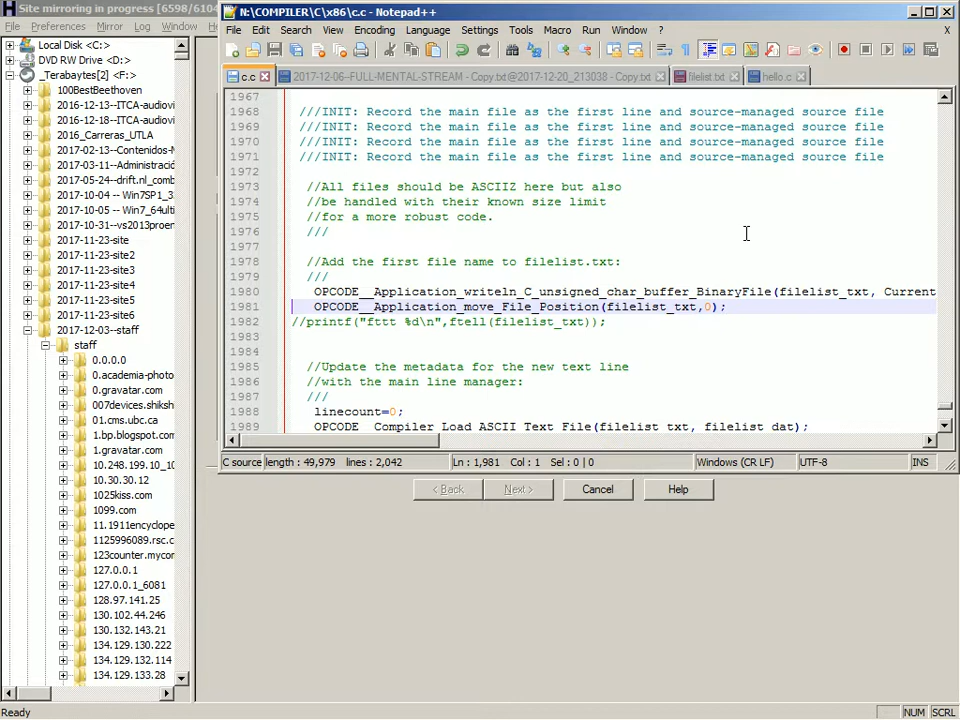 Site mirroring in progress [6598/6104
File Preferences Mirror Log Window H
Local Disk <C:>
DVD RW Drive <D:>
_Terabaytes[2] <F:>
100BestBeethoven
2016-12-13--ITCA-audiovi
2016-12-18--ITCA-audiovi
2016_Carreras_UTLA
2017-02-13--Contenidos-M
2017-03-11--Administració
2017-05-24--drift.nl_comb
2017-10-04 -- Win7SP1_3
2017-10-05 -- Win7_64ulti
2017-10-31--vs2013proen
2017-11-23-site
2017-11-23-site2
2017-11-23-site3
2017-11-23-site4
2017-11-23-site5
2017-11-23-site6
2017-12-03--staff
staff
0.0.0.0
0.academia-photo
0.gravatar.com
007devices.shiksh
01.cms.ubc.ca
1.bp.blogspot.com
1.gravatar.com
10.248.199.10_10
10.30.30.12
1025kiss.com
1099.com
11.1911encyclope
1125996089.rsc.c
123counter.mycom
127.0.0.1
127.0.0.1_6081
128.97.141.25
130.102.44.246
130.132.143.21
134.129.130.222
134.129.132.114
134.129.133.28
Ready
N:\COMPILER\C\x86\c.c - Notepad++
File Edit Search View Encoding Language Settings Tools Macro Run Window ? X
c.c 2017-12-06--FULL-MENTAL-STREAM - Copy.txt@2017-12-20_213038 - Copy.txt filelist.txt hello.c
1967
1968 ///INIT: Record the main file as the first line and source-managed source file
1969 ///INIT: Record the main file as the first line and source-managed source file
1970 ///INIT: Record the main file as the first line and source-managed source file
1971 ///INIT: Record the main file as the first line and source-managed source file
1972
1973 //All files should be ASCIIZ here but also
1974 //be handled with their known size limit
1975 //for a more robust code.
1976 ///
1977
1978 //Add the first file name to filelist.txt:
1979 ///
1980 OPCODE__Application_writeln_C_unsigned_char_buffer_BinaryFile(filelist_txt, Current
1981 OPCODE__Application_move_File_Position(filelist_txt,0);
1982 //printf("fttt %d\n",ftell(filelist_txt));
1983
1984
1985 //Update the metadata for the new text line
1986 //with the main line manager:
1987 ///
1988 linecount=0;
1989 OPCODE__Compiler_Load_ASCII_Text_File(filelist_txt, filelist_dat);
C source length : 49,979 lines : 2,042 Ln : 1,981 Col : 1 Sel : 0 | 0 Windows (CR LF) UTF-8 INS
< Back Next > Cancel Help
NUM SCRL